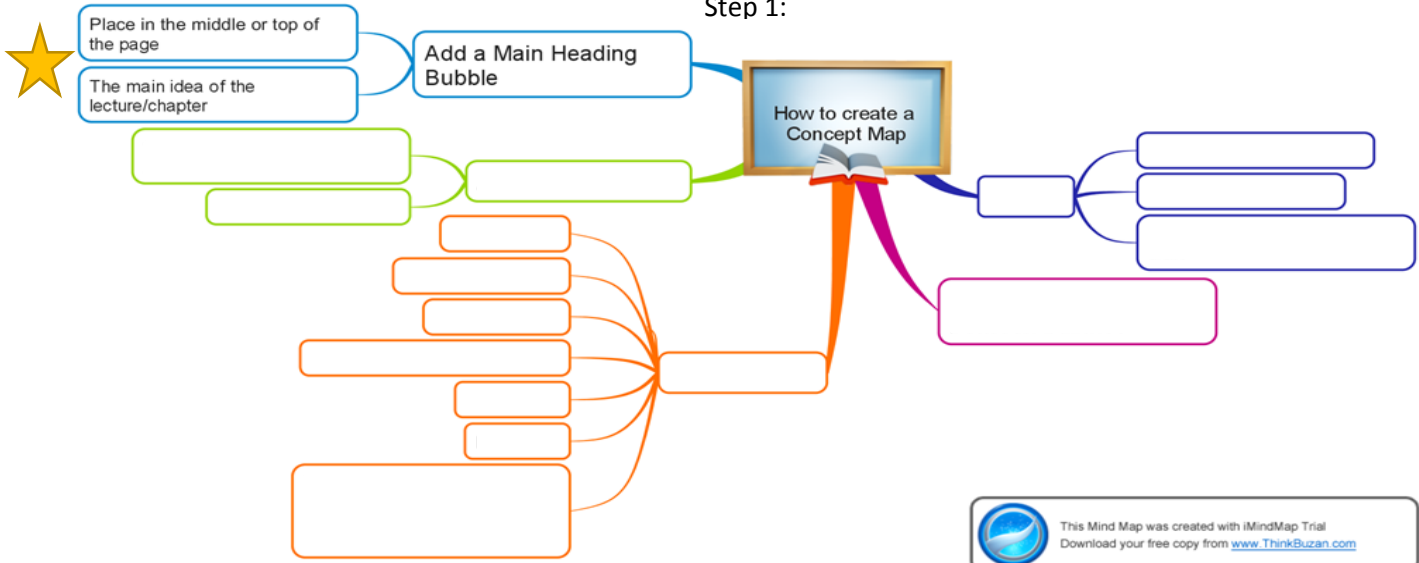 Step 1:
Place in the middle or top of
the page
Add a Main Heading
Bubble
The main idea of the
lecture/chapter
How to create a
Concept Map
This Mind Map was created with iMindMap Trial
Download your free copy from www.ThinkBuzan.com